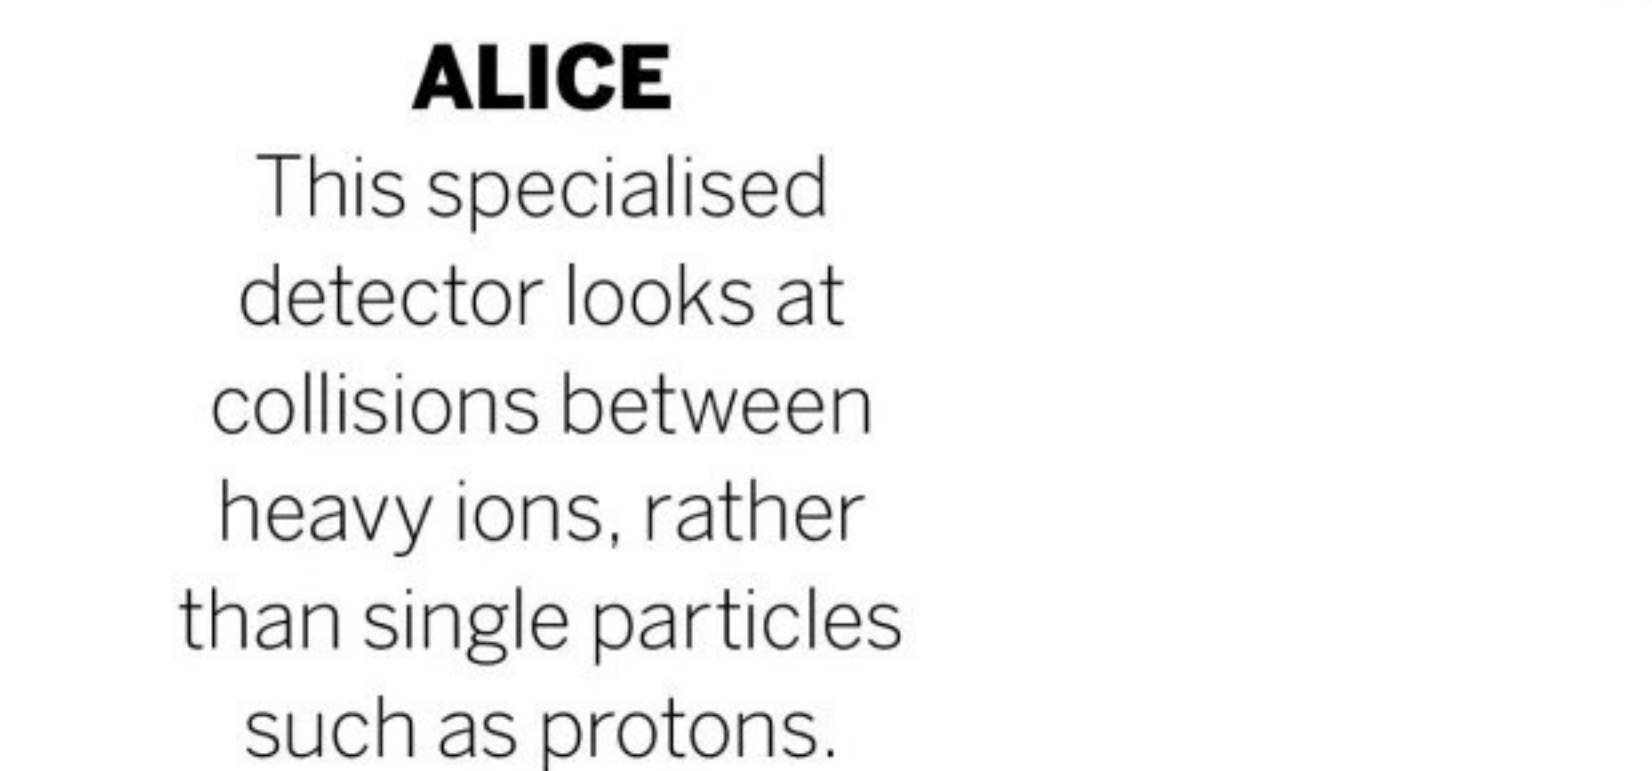 ALICE
This specialised
detector looks at
collisions between
heavy ions, rather
than single particles
such as protons.